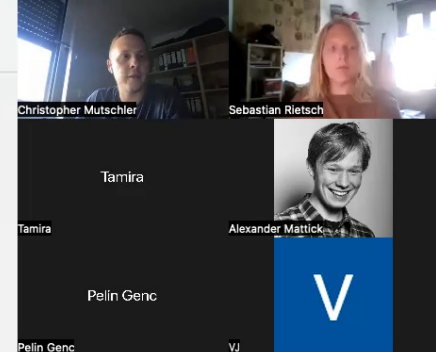 Christopher Mutschler
Sebastian Rietsch
Tamira
Tamira
Alexander Mattick
Pelin Genc
V
Pelin Genc
VJ